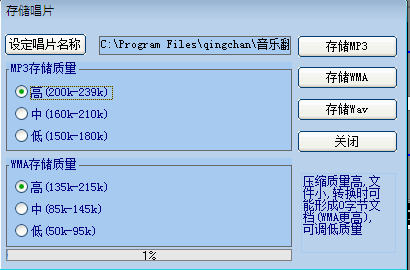 存储唱片
设定唱片名称
C:\Program Files\qingchan\音乐翻
存储MP3
MP3存储质量
高(200k-239k)
中(160k-210k)
低(150k-180k)
存储WMA
存储Wav
关闭
WMA存储质量
高(135k-215k)
中(85k-145k)
低(50k-95k)
压缩质量高,文
件小,转换时可
能形成0字节文
档(WMA更高),
可调低质量
1%